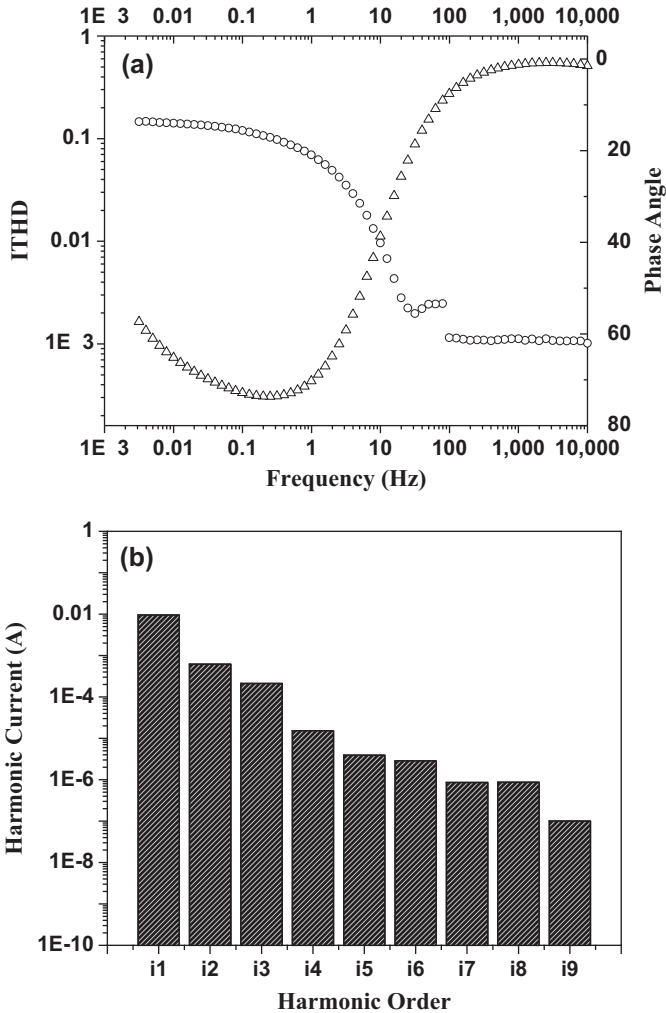 1E 3 0.01 0.1 1 10 100 1,000 10,000
1
(a)
0
0.1
20
0.01
40
1E 3
60
80
ITHD
Phase Angle
1E 3 0.01 0.1 1 10 100 1,000 10,000
Frequency (Hz)
1
(b)
0.01
1E-4
1E-6
1E-8
1E-10
Harmonic Current (A)
i1 i2 i3 i4 i5 i6 i7 i8 i9
Harmonic Order